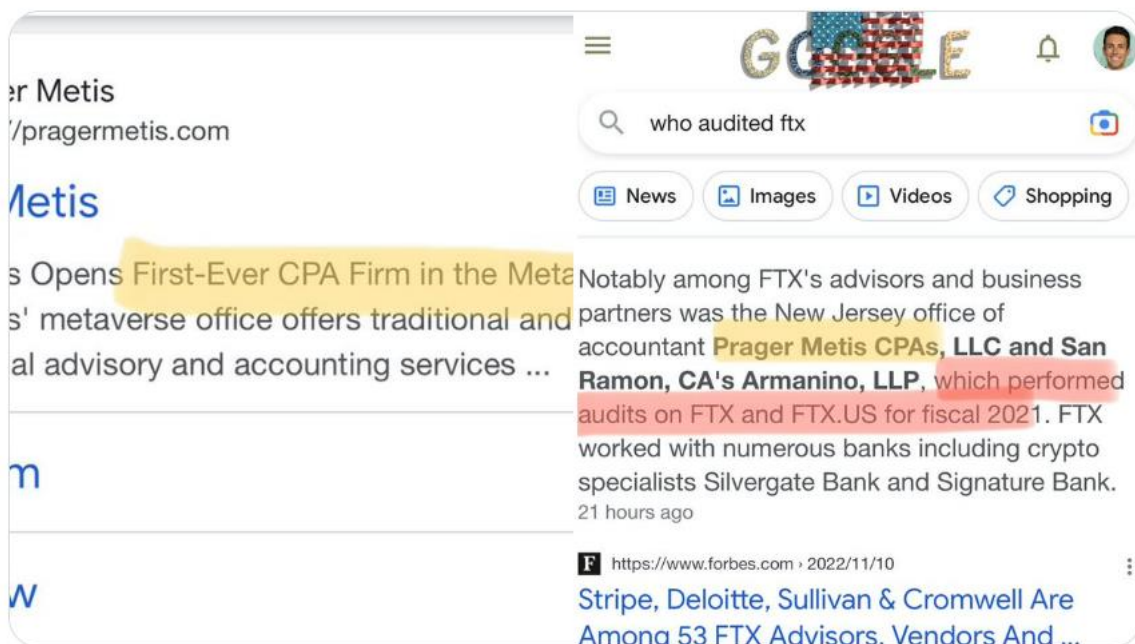 er Metis
//pragermetis.com
Metis
s Opens First-Ever CPA Firm in the Meta
s' metaverse office offers traditional and
al advisory and accounting services ...
m
w
GOOGLE
who audited ftx
News Images Videos Shopping
Notably among FTX's advisors and business
partners was the New Jersey office of
accountant Prager Metis CPAs, LLC and San
Ramon, CA's Armanino, LLP, which performed
audits on FTX and FTX.US for fiscal 2021. FTX
worked with numerous banks including crypto
specialists Silvergate Bank and Signature Bank.
21 hours ago
F https://www.forbes.com › 2022/11/10
Stripe, Deloitte, Sullivan & Cromwell Are
Among 53 FTX Advisors, Vendors And ...